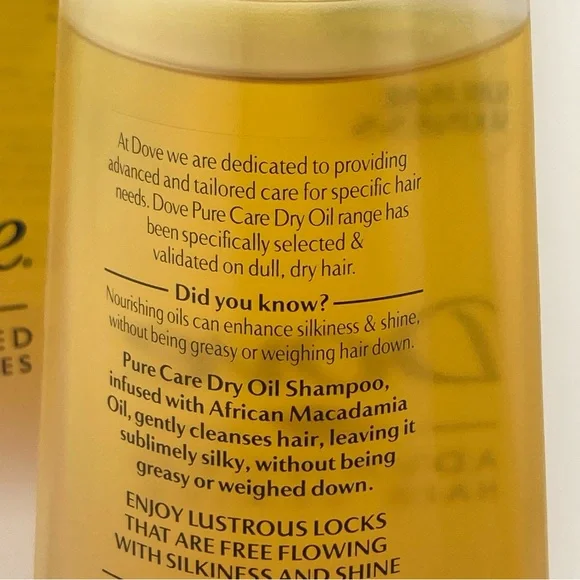 At Dove we are dedicated to providing
advanced and tailored care for specific hair
needs. Dove Pure Care Dry Oil range has
been specifically selected &
validated on dull, dry hair.
Did you know?
Nourishing oils can enhance silkiness & shine,
without being greasy or weighing hair down.
Pure Care Dry Oil Shampoo,
infused with African Macadamia
Oil, gently cleanses hair, leaving it
sublimely silky, without being
greasy or weighed down.
ENJOY LUSTROUS LOCKS
THAT ARE FREE FLOWING
WITH SILKINESS AND SHINE
e.
ED
ES